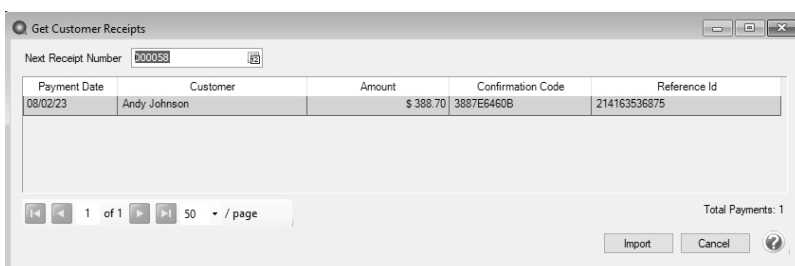 Get Customer Receipts
Next Receipt Number 000058
Payment Date Customer Amount Confirmation Code Reference Id
08/02/23 Andy Johnson $ 388.70 3887E6460B 214163536875
1 of 1 50 / page
Total Payments: 1
Import Cancel ?